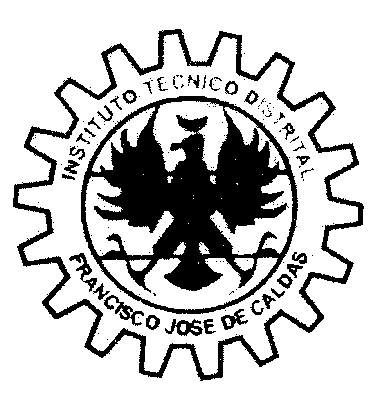 INSTITUTO TECNICO DISTRITAL
FRANCISCO JOSE DE CALDAS